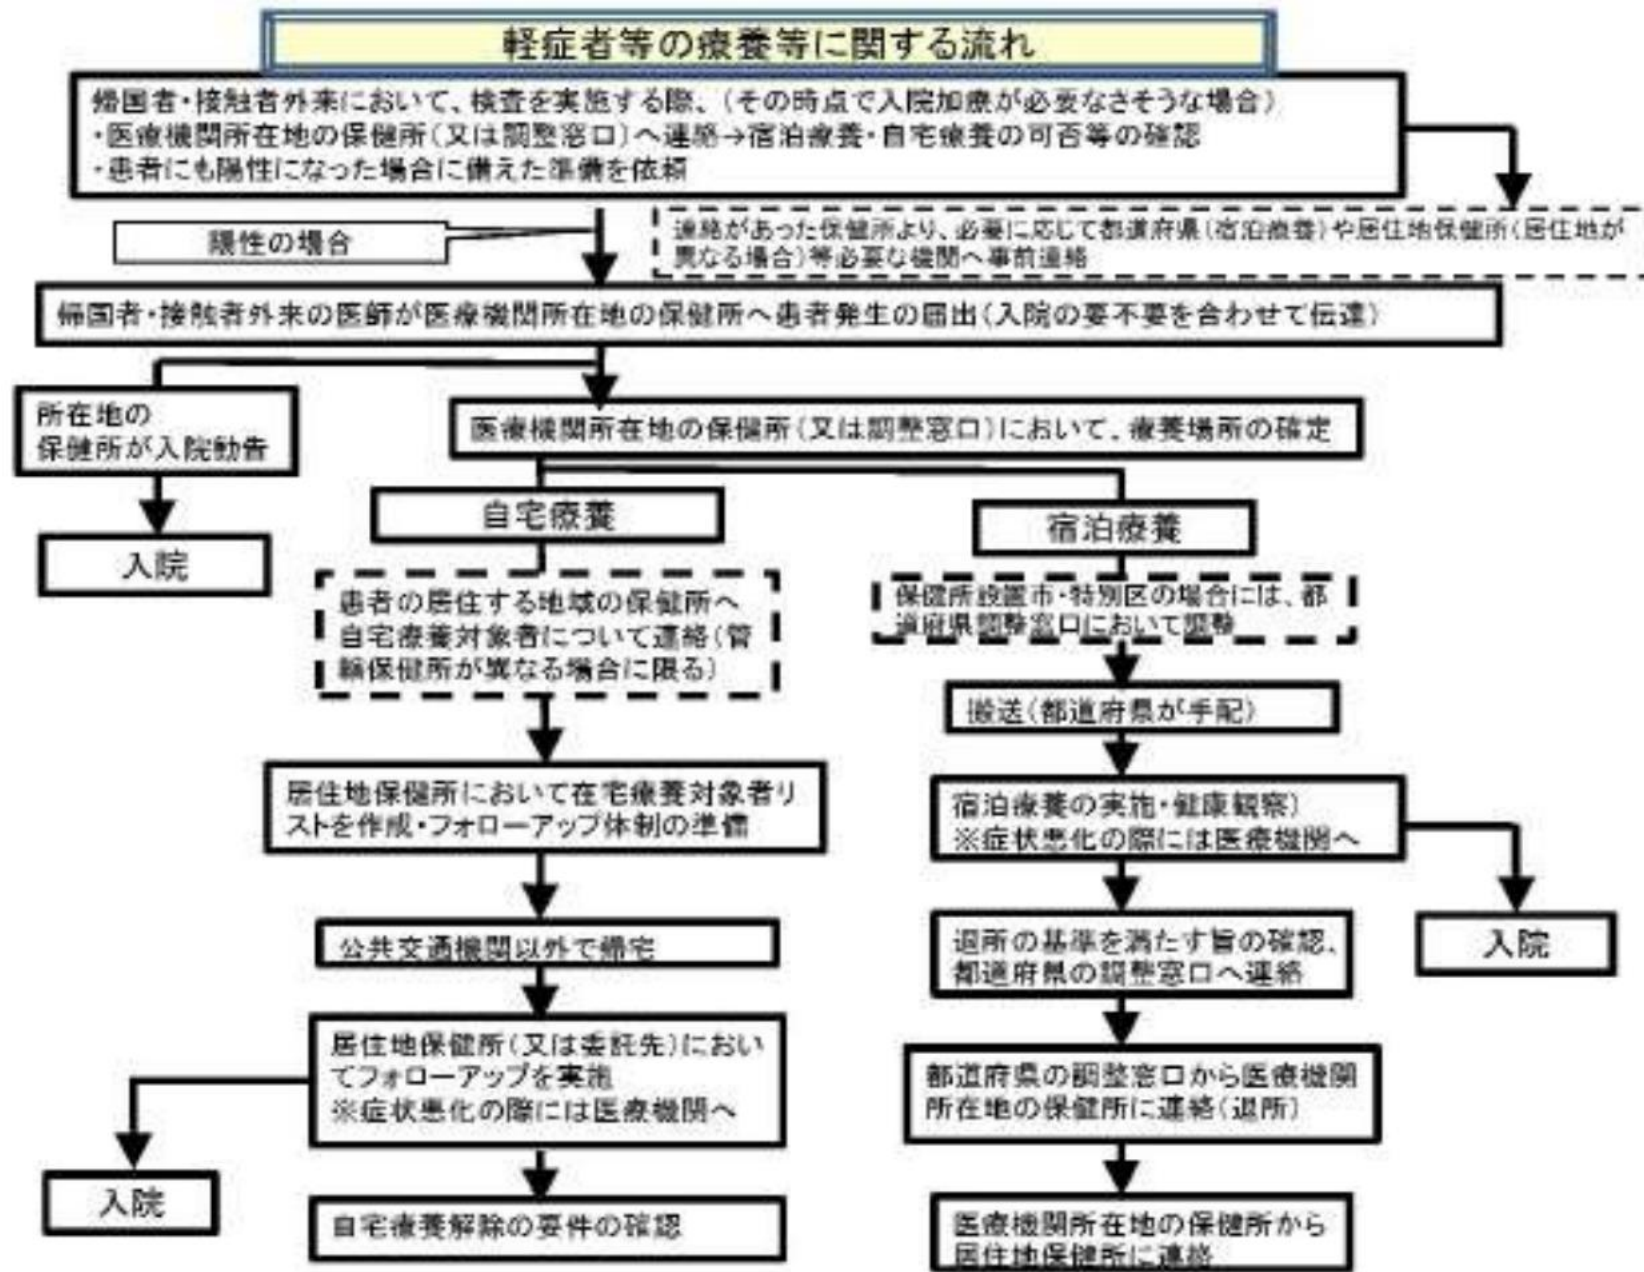 軽症者等の療養等に関する流れ
帰国者・接触者外来において、検査を実施する際、(その時点で入院加療が必要なさそうな場合)
・医療機関所在地の保健所(又は調整窓口)へ連絡→宿泊療養・自宅療養の可否等の確認
・患者にも陽性になった場合に備えた準備を依頼
陽性の場合
連絡があった保健所より、必要に応じて都道府県(宿泊療養)や居住地保健所(居住地が
異なる場合)等必要な機関へ事前連絡
帰国者・接触者外来の医師が医療機関所在地の保健所へ患者発生の届出(入院の要不要を合わせて伝達)
所在地の
保健所が入院勧告
入院
医療機関所在地の保健所(又は調整窓口)において、療養場所の確定
自宅療養
患者の居住する地域の保健所へ
自宅療養対象者について連絡(管
轄保健所が異なる場合に限る)
居住地保健所において在宅療養対象者リ
ストを作成・フォローアップ体制の準備
公共交通機関以外で帰宅
居住地保健所(又は委託先)におい
てフォローアップを実施
※症状悪化の際には医療機関へ
入院
自宅療養解除の要件の確認
宿泊療養
保健所設置市・特別区の場合には、都
道府県調整窓口において調整
搬送(都道府県が手配)
宿泊療養の実施・健康観察)
※症状悪化の際には医療機関へ
入院
退所の基準を満たす旨の確認、
都道府県の調整窓口へ連絡
都道府県の調整窓口から医療機関
所在地の保健所に連絡(退所)
医療機関所在地の保健所から
居住地保健所に連絡